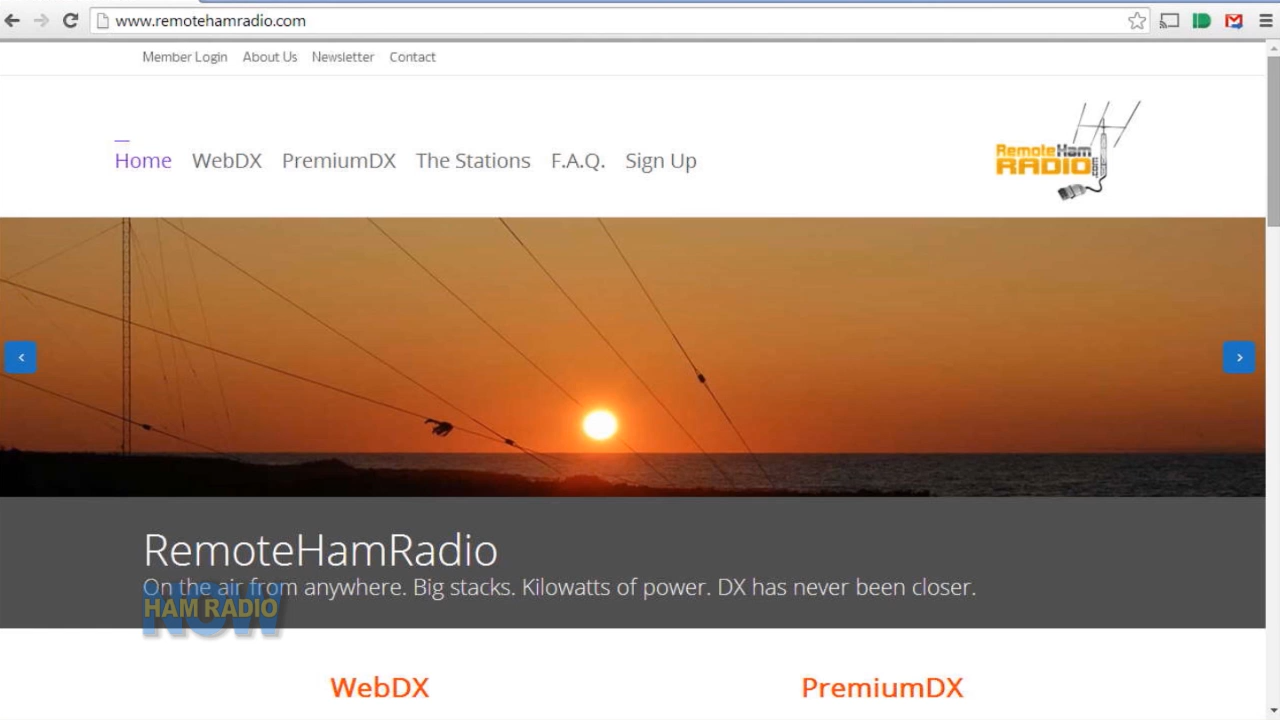 www.remotehamradio.com
Member Login About Us Newsletter Contact
Home WebDX PremiumDX The Stations F.A.Q. Sign Up
RemoteHam
RADIO.com
RemoteHamRadio
On the air from anywhere. Big stacks. Kilowatts of power. DX has never been closer.
HAM RADIO
NOW
WebDX PremiumDX